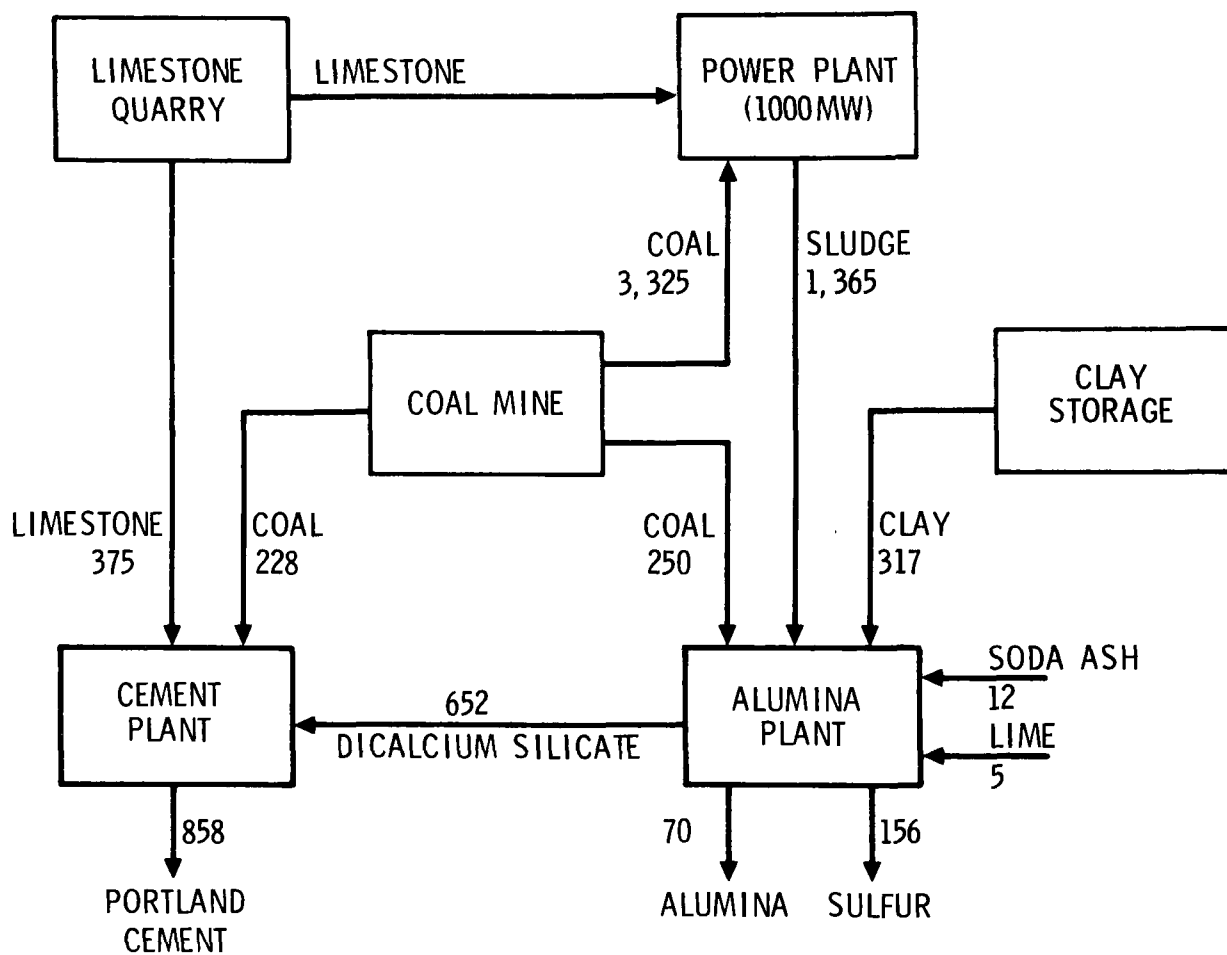 LIMESTONE
QUARRY
LIMESTONE
POWER PLANT
(1000MW)
COAL
3, 325
SLUDGE
1, 365
COAL MINE
CLAY
STORAGE
LIMESTONE
375
COAL
228
COAL
250
CLAY
317
CEMENT
PLANT
652
DICALCIUM SILICATE
ALUMINA
PLANT
SODA ASH
12
LIME
5
858
70
156
PORTLAND
CEMENT
ALUMINA
SULFUR